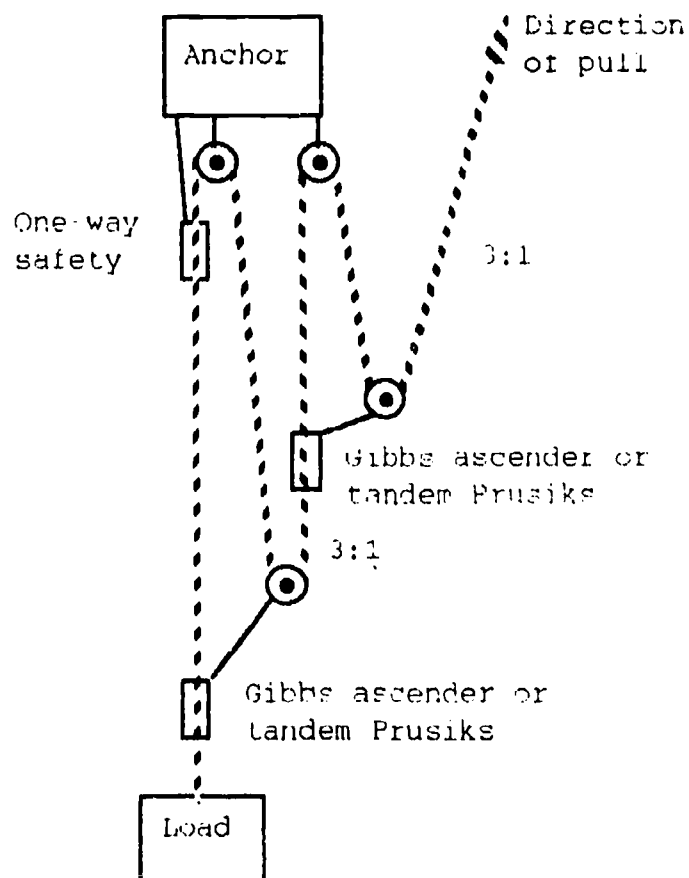 Anchor
Direction
of pull
One-way
safety
3:1
Gibbs ascender or
tandem Prusiks
3:1
Gibbs ascender or
tandem Prusiks
Load